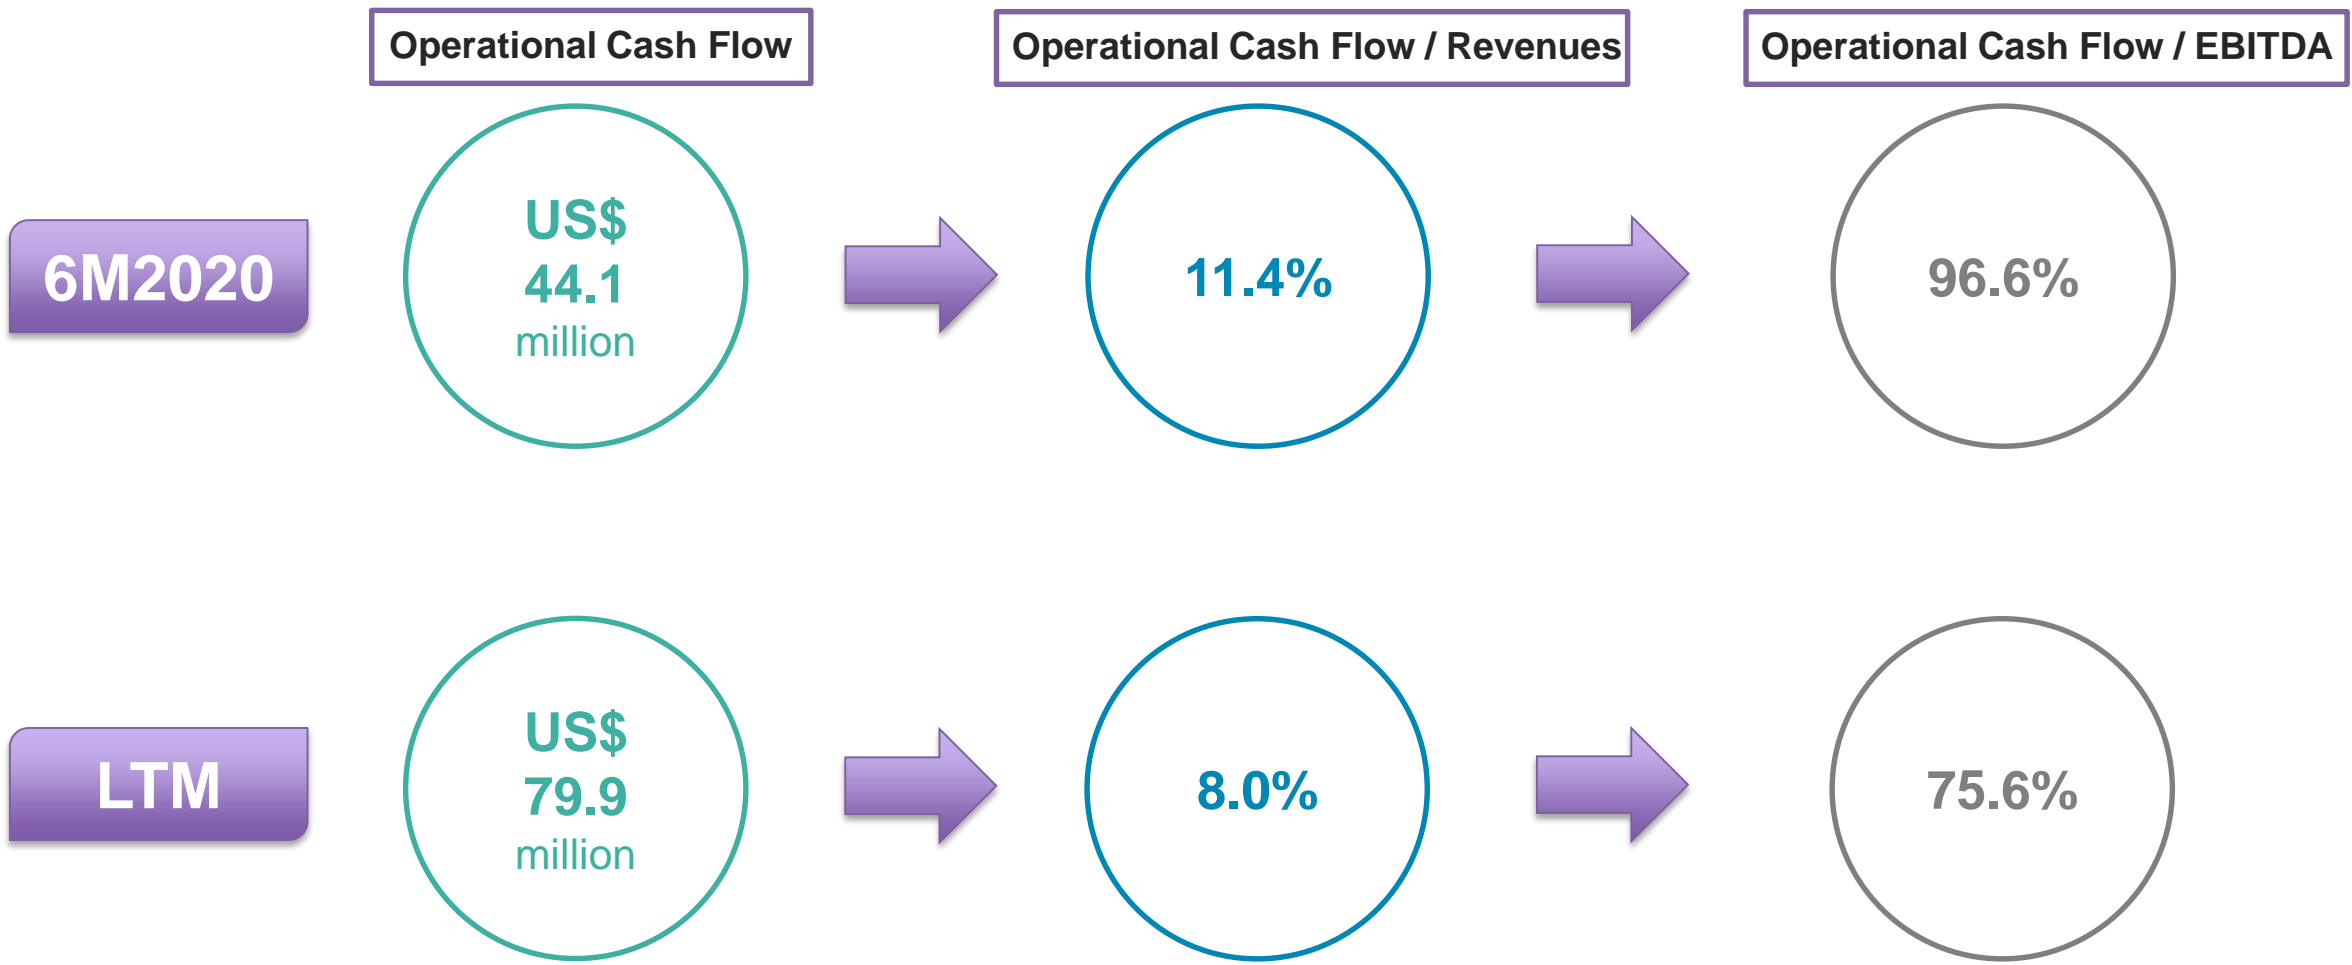 Operational Cash Flow
Operational Cash Flow / Revenues
Operational Cash Flow / EBITDA
6M2020
US$
44.1
million
11.4%
96.6%
LTM
US$
79.9
million
8.0%
75.6%